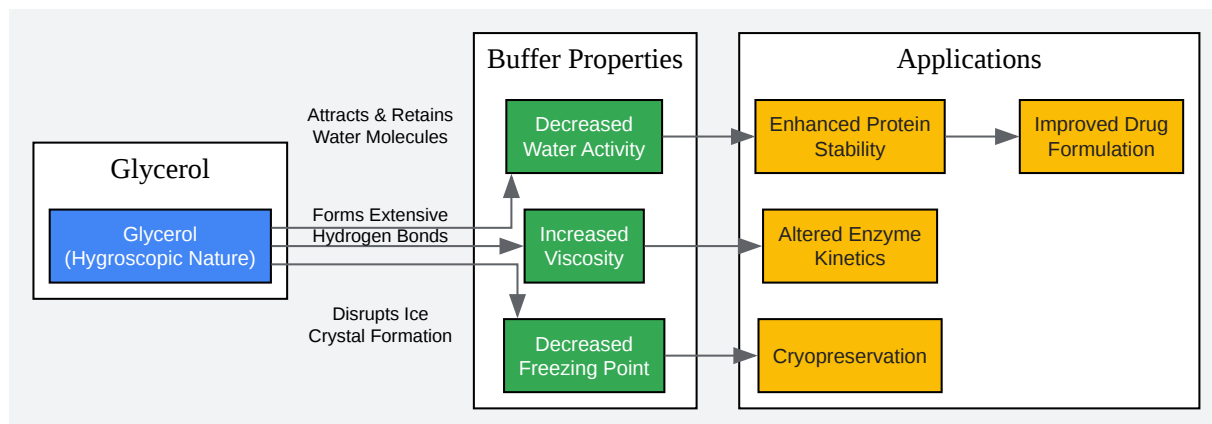 Glycerol
Glycerol
(Hygroscopic Nature)
Attracts & Retains
Water Molecules
Forms Extensive
Hydrogen Bonds
Disrupts Ice
Crystal Formation
Buffer Properties
Decreased
Water Activity
Increased
Viscosity
Decreased
Freezing Point
Applications
Enhanced Protein
Stability
Improved Drug
Formulation
Altered Enzyme
Kinetics
Cryopreservation